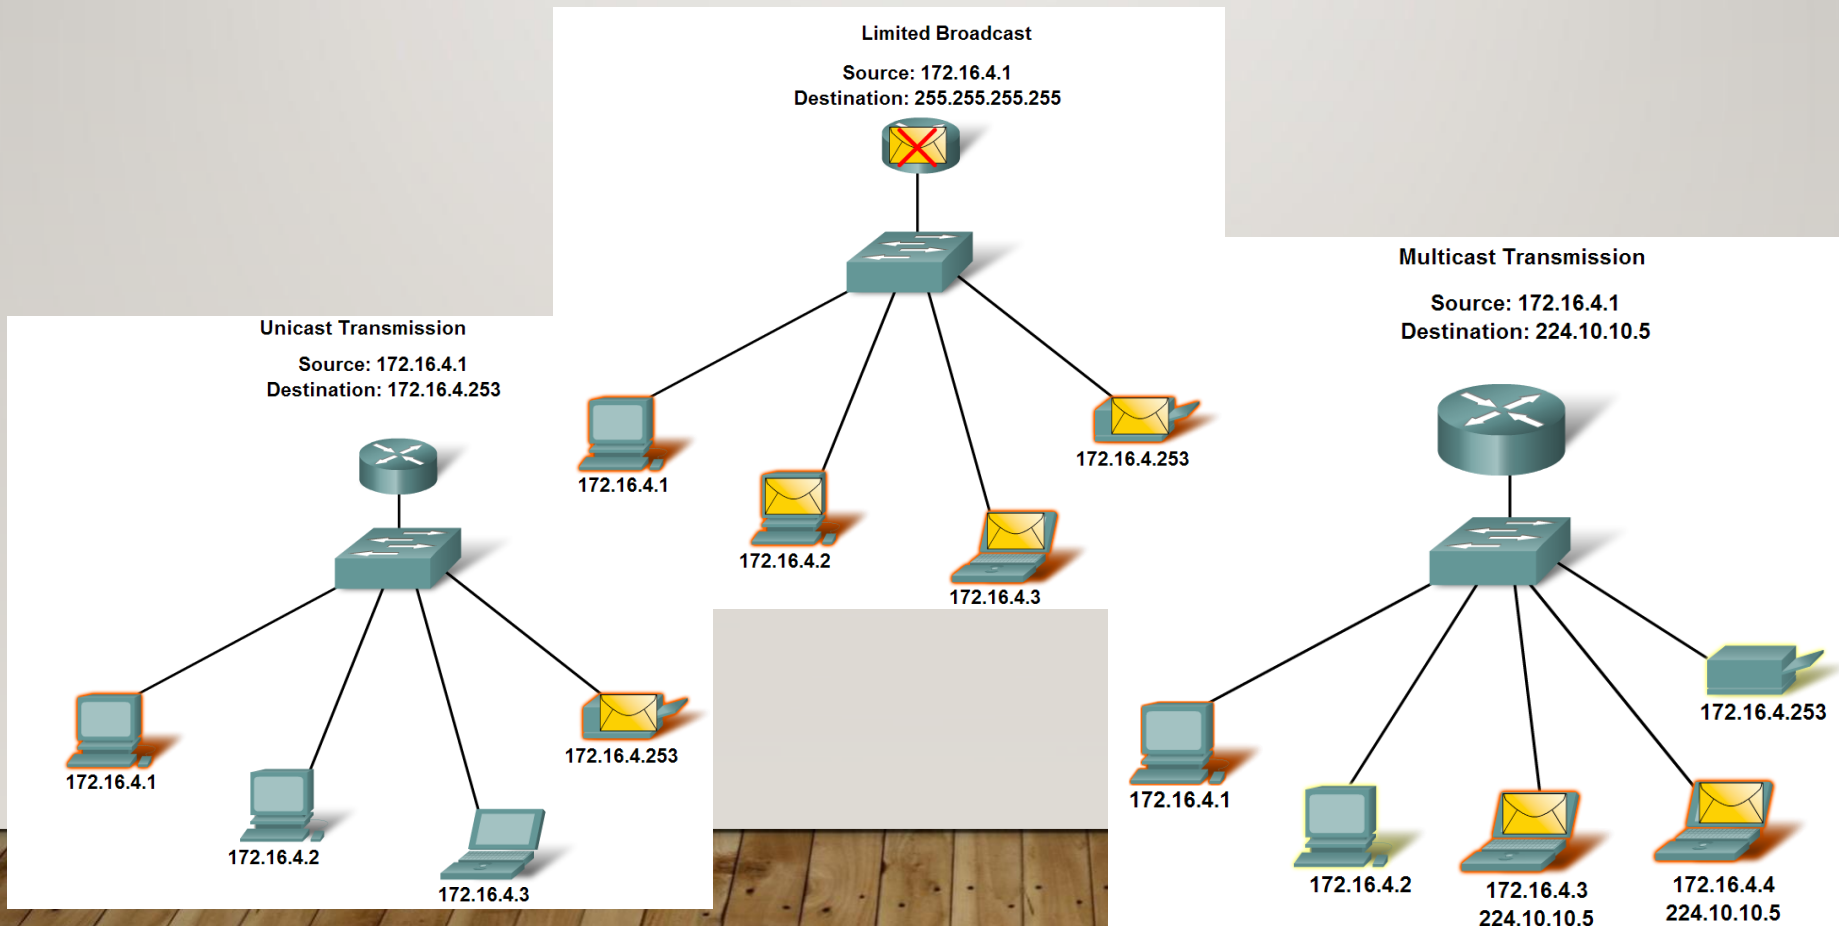 Limited Broadcast
Source: 172.16.4.1
Destination: 255.255.255.255
172.16.4.1
172.16.4.2
172.16.4.3
172.16.4.253
Unicast Transmission
Source: 172.16.4.1
Destination: 172.16.4.253
172.16.4.1
172.16.4.2
172.16.4.3
172.16.4.253
Multicast Transmission
Source: 172.16.4.1
Destination: 224.10.10.5
172.16.4.1
172.16.4.2
172.16.4.3
224.10.10.5
172.16.4.4
224.10.10.5
172.16.4.253